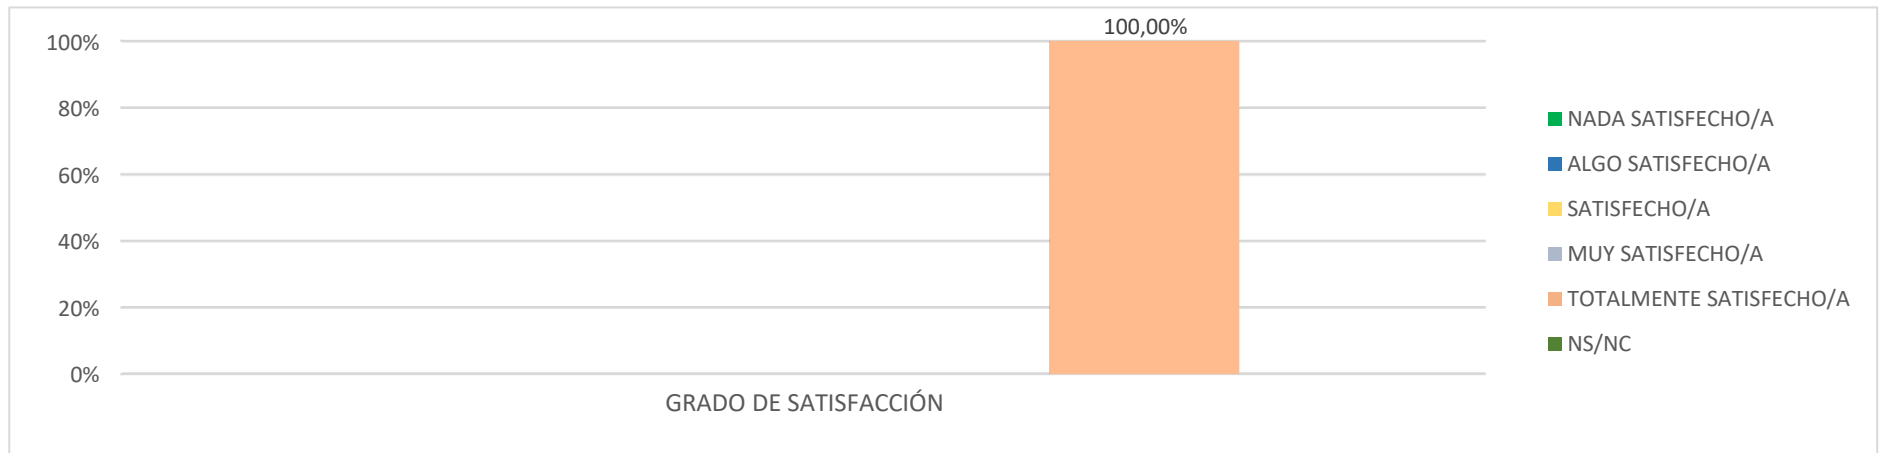 100,00%
100%
80%
60%
40%
20%
0%
GRADO DE SATISFACCIÓN
NADA SATISFECHO/A
ALGO SATISFECHO/A
SATISFECHO/A
MUY SATISFECHO/A
TOTALMENTE SATISFECHO/A
NS/NC